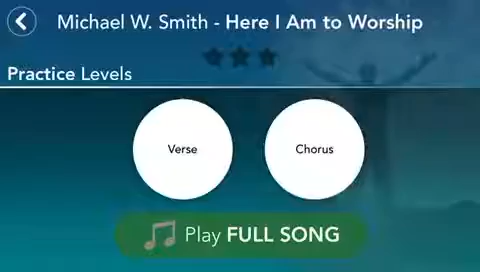 Michael W. Smith - Here I Am to Worship
Practice Levels
Verse
Chorus
Play FULL SONG